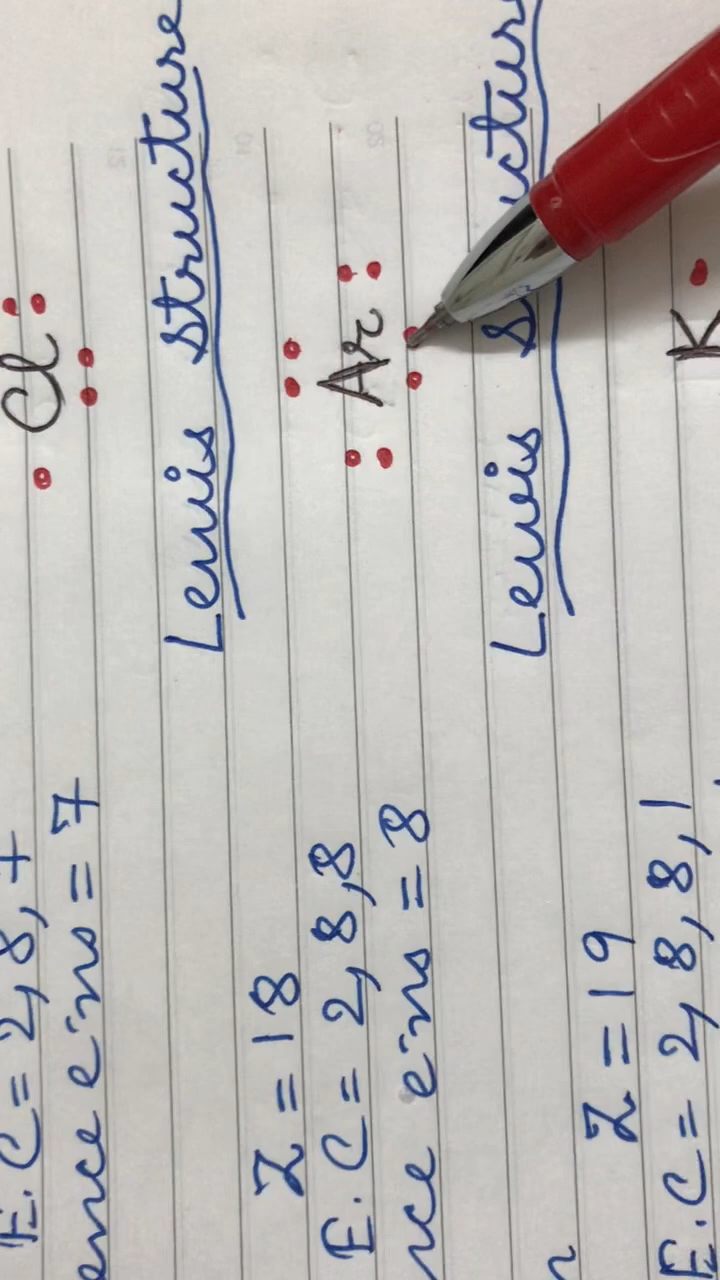 E.C = 2,8,7 Cl
ence e⁻ns = 7
Lewis Structure
Z = 18
E.C = 2,8,8 Ar
nce e⁻ns = 8
Lewis Structure
Z = 19
E.C = 2,8,8,1 K